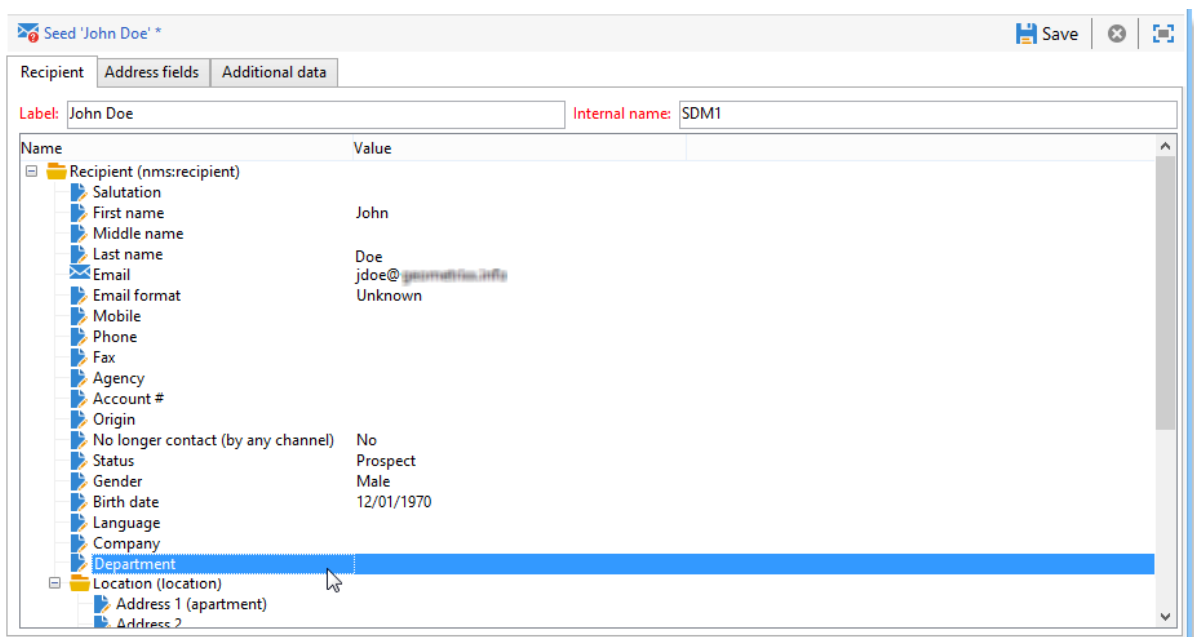 Seed 'John Doe' * Save
Recipient Address fields Additional data
Label: John Doe Internal name: SDM1
Name Value
Recipient (nms:recipient)
Salutation
First name John
Middle name
Last name Doe
Email jdoe@
Email format Unknown
Mobile
Phone
Fax
Agency
Account #
Origin
No longer contact (by any channel) No
Status Prospect
Gender Male
Birth date 12/01/1970
Language
Company
Department
Location (location)
Address 1 (apartment)
Address 2